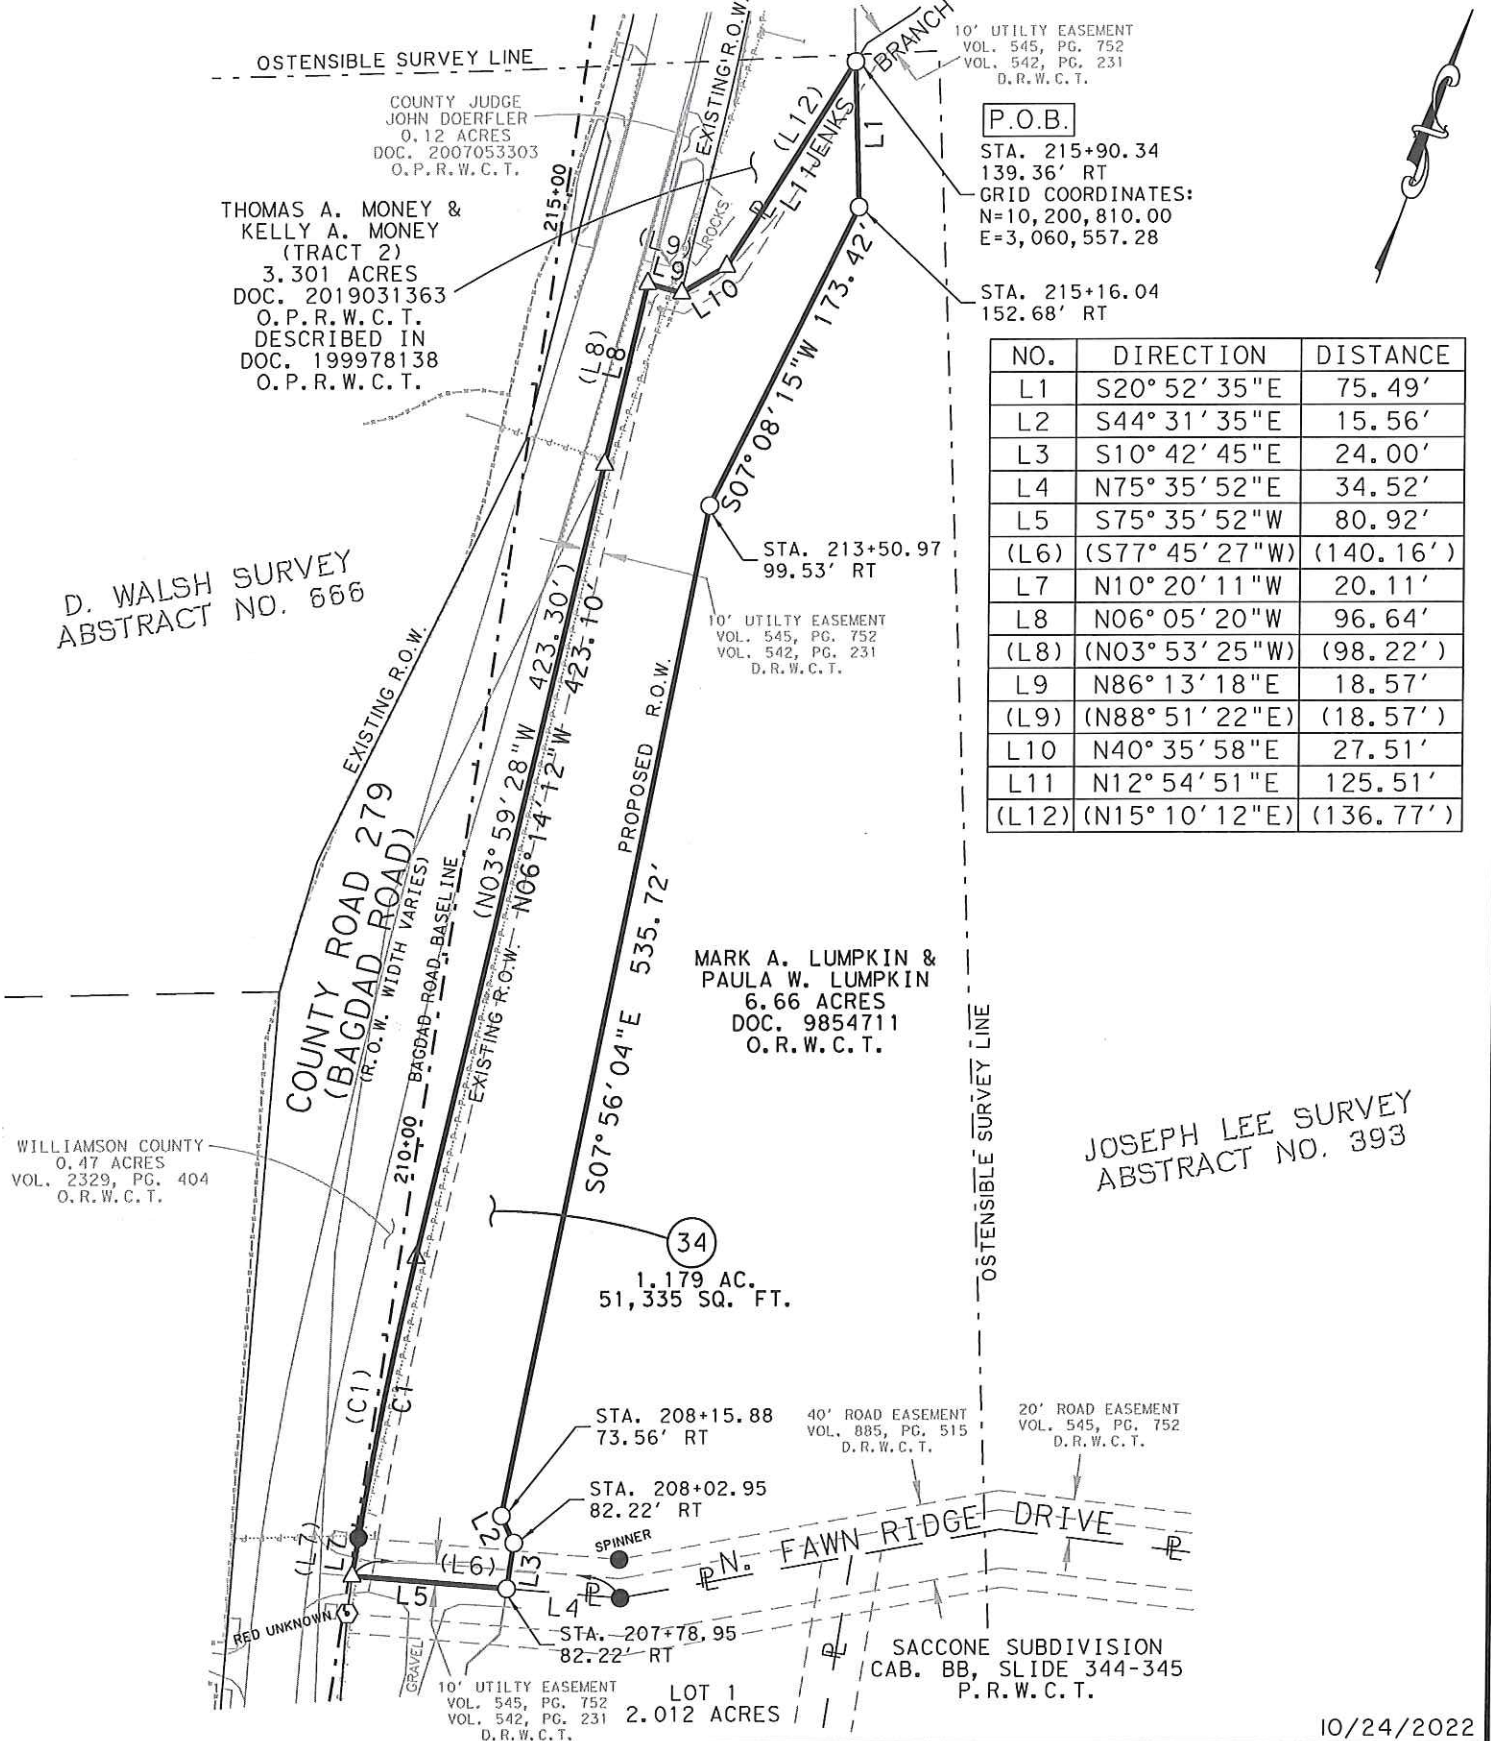 OSTENSIBLE SURVEY LINE
EXISTING R.O.W.
BRANCH
JENKS
10' UTILTY EASEMENT
VOL. 545, PG. 752
VOL. 542, PG. 231
D.R.W.C.T.
COUNTY JUDGE
JOHN DOERFLER
0.12 ACRES
DOC. 2007053303
O.P.R.W.C.T.
P.O.B.
STA. 215+90.34
139.36' RT
GRID COORDINATES:
N=10,200,810.00
E=3,060,557.28
STA. 215+16.04
152.68' RT
THOMAS A. MONEY &
KELLY A. MONEY
(TRACT 2)
3.301 ACRES
DOC. 2019031363
O.P.R.W.C.T.
DESCRIBED IN
DOC. 199978138
O.P.R.W.C.T.
215+00
(L12)
L11
L1
ROCKS
(L9)
L9
L10
(L8)
L8
S07°08'15"W 173.42'
NO. DIRECTION DISTANCE
L1 S20°52'35"E 75.49'
L2 S44°31'35"E 15.56'
L3 S10°42'45"E 24.00'
L4 N75°35'52"E 34.52'
L5 S75°35'52"W 80.92'
(L6) (S77°45'27"W) (140.16')
L7 N10°20'11"W 20.11'
L8 N06°05'20"W 96.64'
(L8) (N03°53'25"W) (98.22')
L9 N86°13'18"E 18.57'
(L9) (N88°51'22"E) (18.57')
L10 N40°35'58"E 27.51'
L11 N12°54'51"E 125.51'
(L12) (N15°10'12"E) (136.77')
STA. 213+50.97
99.53' RT
D. WALSH SURVEY
ABSTRACT NO. 666
10' UTILITY EASEMENT
VOL. 545, PG. 752
VOL. 542, PG. 231
D.R.W.C.T.
EXISTING R.O.W.
(N03°59'28"W 423.30')
N06°14'12"W 423.10'
PROPOSED R.O.W.
COUNTY ROAD 279
(BAGDAD ROAD)
(R.O.W. WIDTH VARIES)
BAGDAD ROAD BASELINE
EXISTING R.O.W.
S07°56'04"E 535.72'
MARK A. LUMPKIN &
PAULA W. LUMPKIN
6.66 ACRES
DOC. 9854711
O.R.W.C.T.
OSTENSIBLE SURVEY LINE
JOSEPH LEE SURVEY
ABSTRACT NO. 393
WILLIAMSON COUNTY
0.47 ACRES
VOL. 2329, PG. 404
O.R.W.C.T.
210+00
34
1.179 AC.
51,335 SQ. FT.
(C1)
C1
STA. 208+15.88
73.56' RT
STA. 208+02.95
82.22' RT
40' ROAD EASEMENT
VOL. 885, PG. 515
D.R.W.C.T.
20' ROAD EASEMENT
VOL. 545, PG. 752
D.R.W.C.T.
L2
L3
SPINNER
N. FAWN RIDGE DRIVE
(L7)
L7
(L6)
L5
L4
RED UNKNOWN
GRAVEL
STA. 207+78.95
82.22' RT
10' UTILTY EASEMENT
VOL. 545, PG. 752
VOL. 542, PG. 231
D.R.W.C.T.
LOT 1
2.012 ACRES
SACCONE SUBDIVISION
CAB. BB, SLIDE 344-345
P.R.W.C.T.
10/24/2022